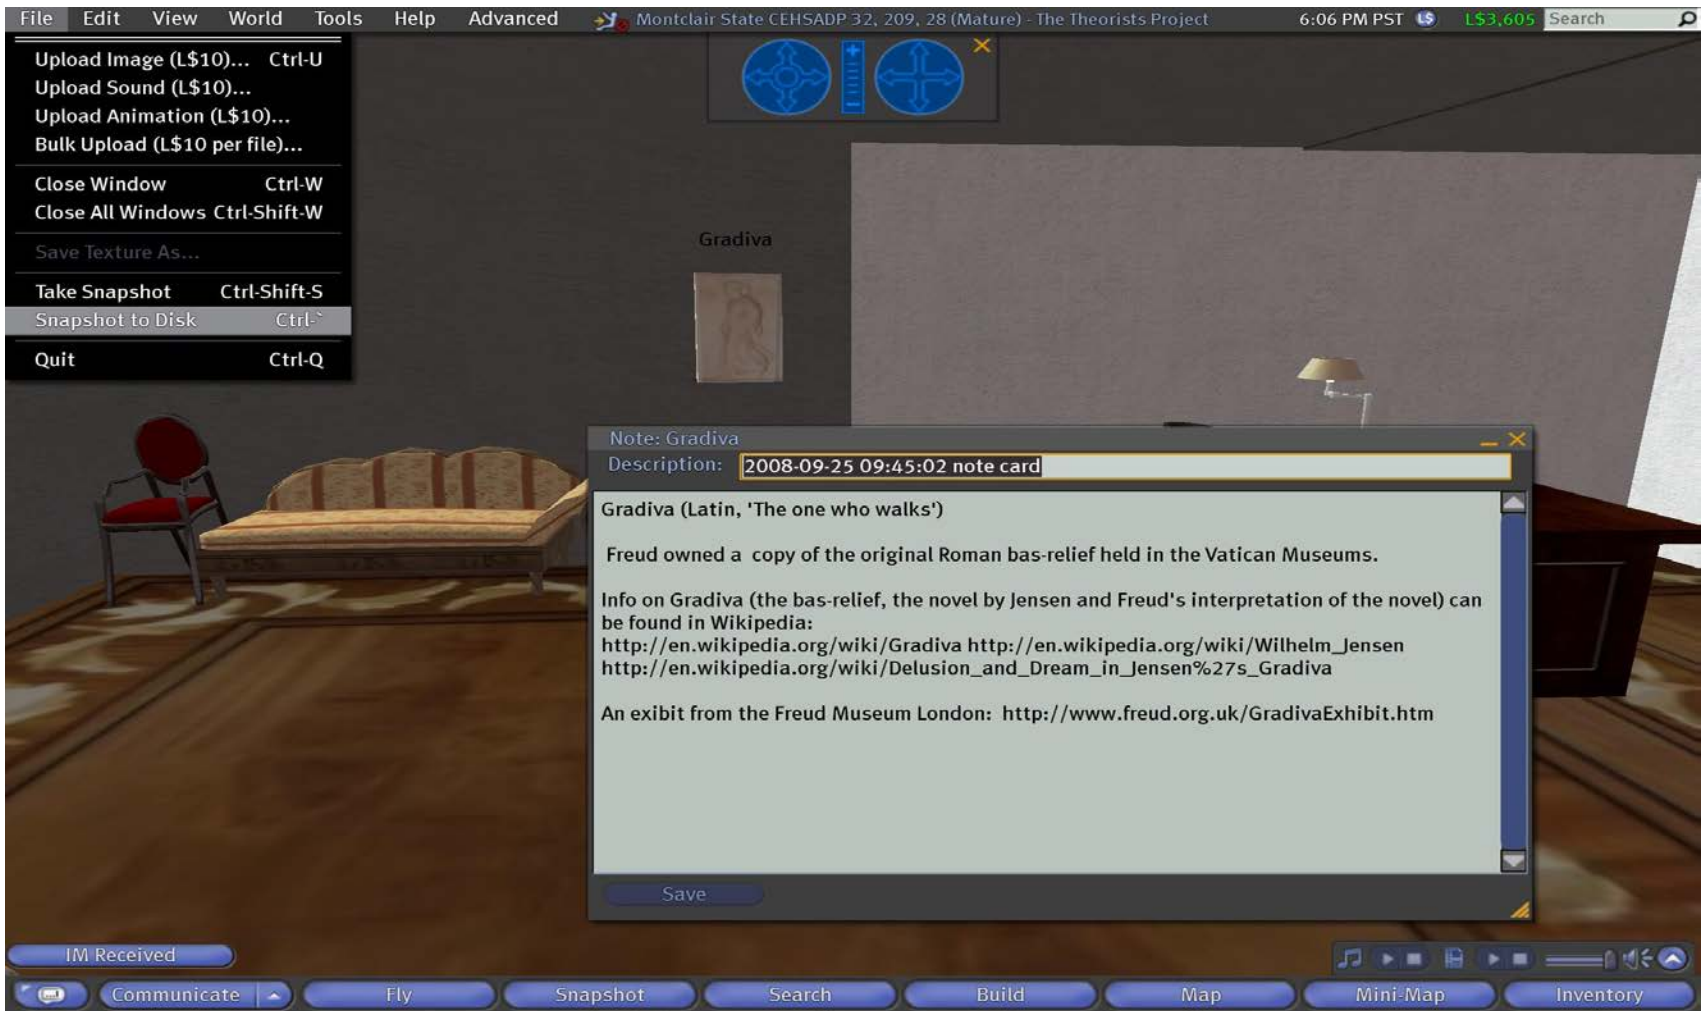 File Edit View World Tools Help Advanced Montclair State CEHSADP 32, 209, 28 (Mature) - The Theorists Project 6:06 PM PST L$ L$3,605 Search
Upload Image (L$10)... Ctrl-U
Upload Sound (L$10)...
Upload Animation (L$10)...
Bulk Upload (L$10 per file)...
Close Window Ctrl-W
Close All Windows Ctrl-Shift-W
Save Texture As...
Take Snapshot Ctrl-Shift-S
Snapshot to Disk Ctrl-`
Quit Ctrl-Q
Gradiva
Note: Gradiva
Description: 2008-09-25 09:45:02 note card
Gradiva (Latin, 'The one who walks')
Freud owned a copy of the original Roman bas-relief held in the Vatican Museums.
Info on Gradiva (the bas-relief, the novel by Jensen and Freud's interpretation of the novel) can
be found in Wikipedia:
http://en.wikipedia.org/wiki/Gradiva http://en.wikipedia.org/wiki/Wilhelm_Jensen
http://en.wikipedia.org/wiki/Delusion_and_Dream_in_Jensen%27s_Gradiva
An exibit from the Freud Museum London: http://www.freud.org.uk/GradivaExhibit.htm
Save
IM Received
Communicate Fly Snapshot Search Build Map Mini-Map Inventory